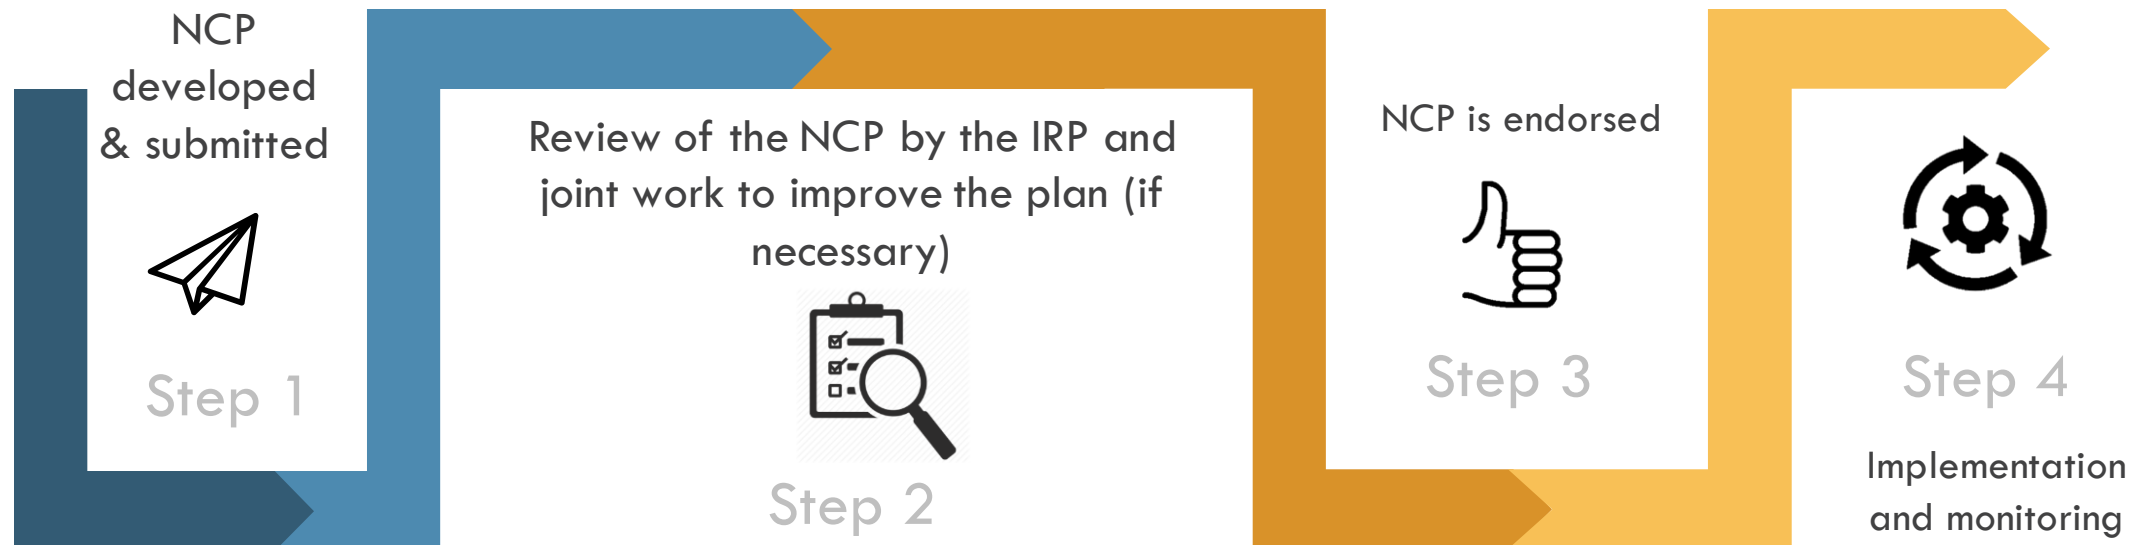 NCP
developed
& submitted
Step 1
Review of the NCP by the IRP and
joint work to improve the plan (if
necessary)
Step 2
NCP is endorsed
Step 3
Step 4
Implementation
and monitoring